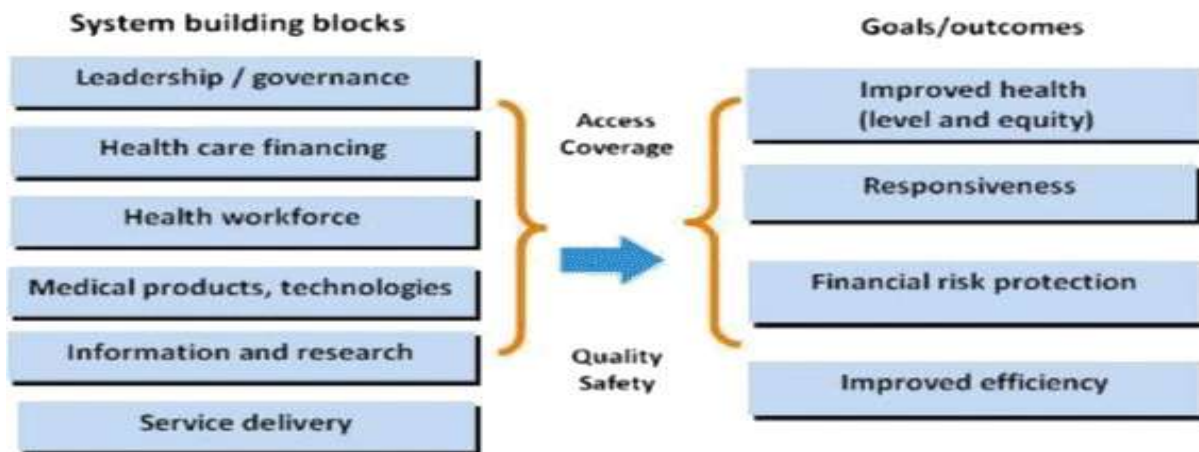 System building blocks
Leadership / governance
Health care financing
Health workforce
Medical products, technologies
Information and research
Service delivery
Access
Coverage
Quality
Safety
Goals/outcomes
Improved health
(level and equity)
Responsiveness
Financial risk protection
Improved efficiency